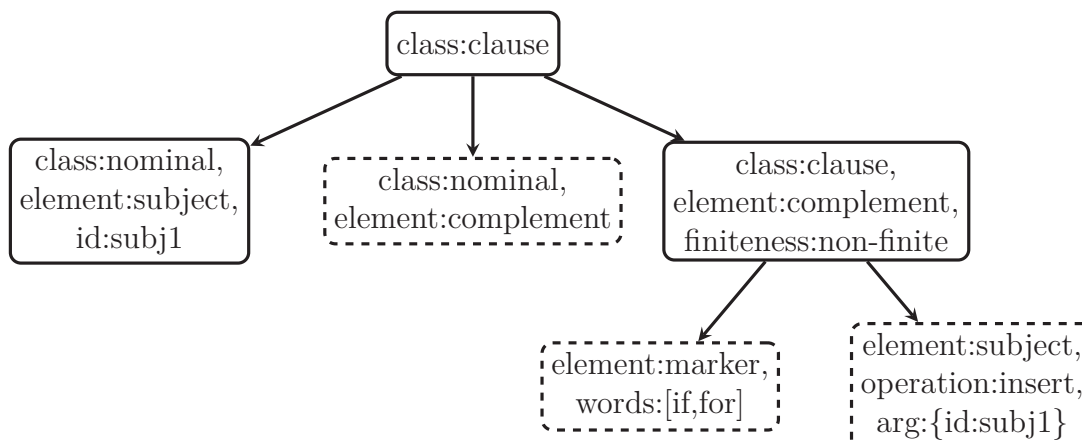 class:clause
class:nominal,
element:subject,
id:subj1
class:nominal,
element:complement
class:clause,
element:complement,
finiteness:non-finite
element:marker,
words:[if,for]
element:subject,
operation:insert,
arg:{id:subj1}